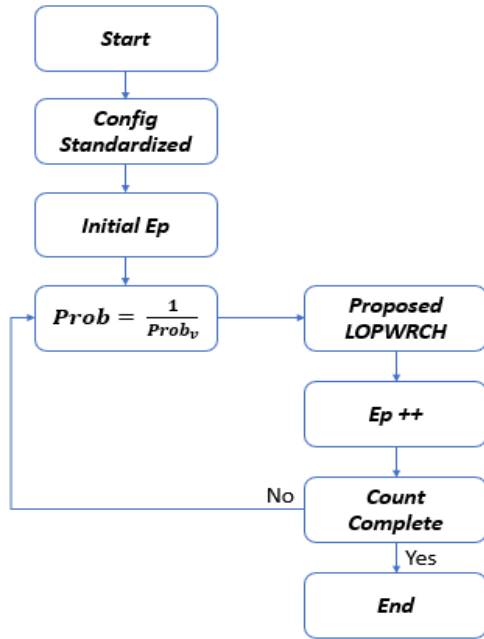 Start
Config
Standardized
Initial Ep
Prob = 1/Prob_v
Proposed
LOPWRCH
Ep ++
No
Count
Complete
Yes
End